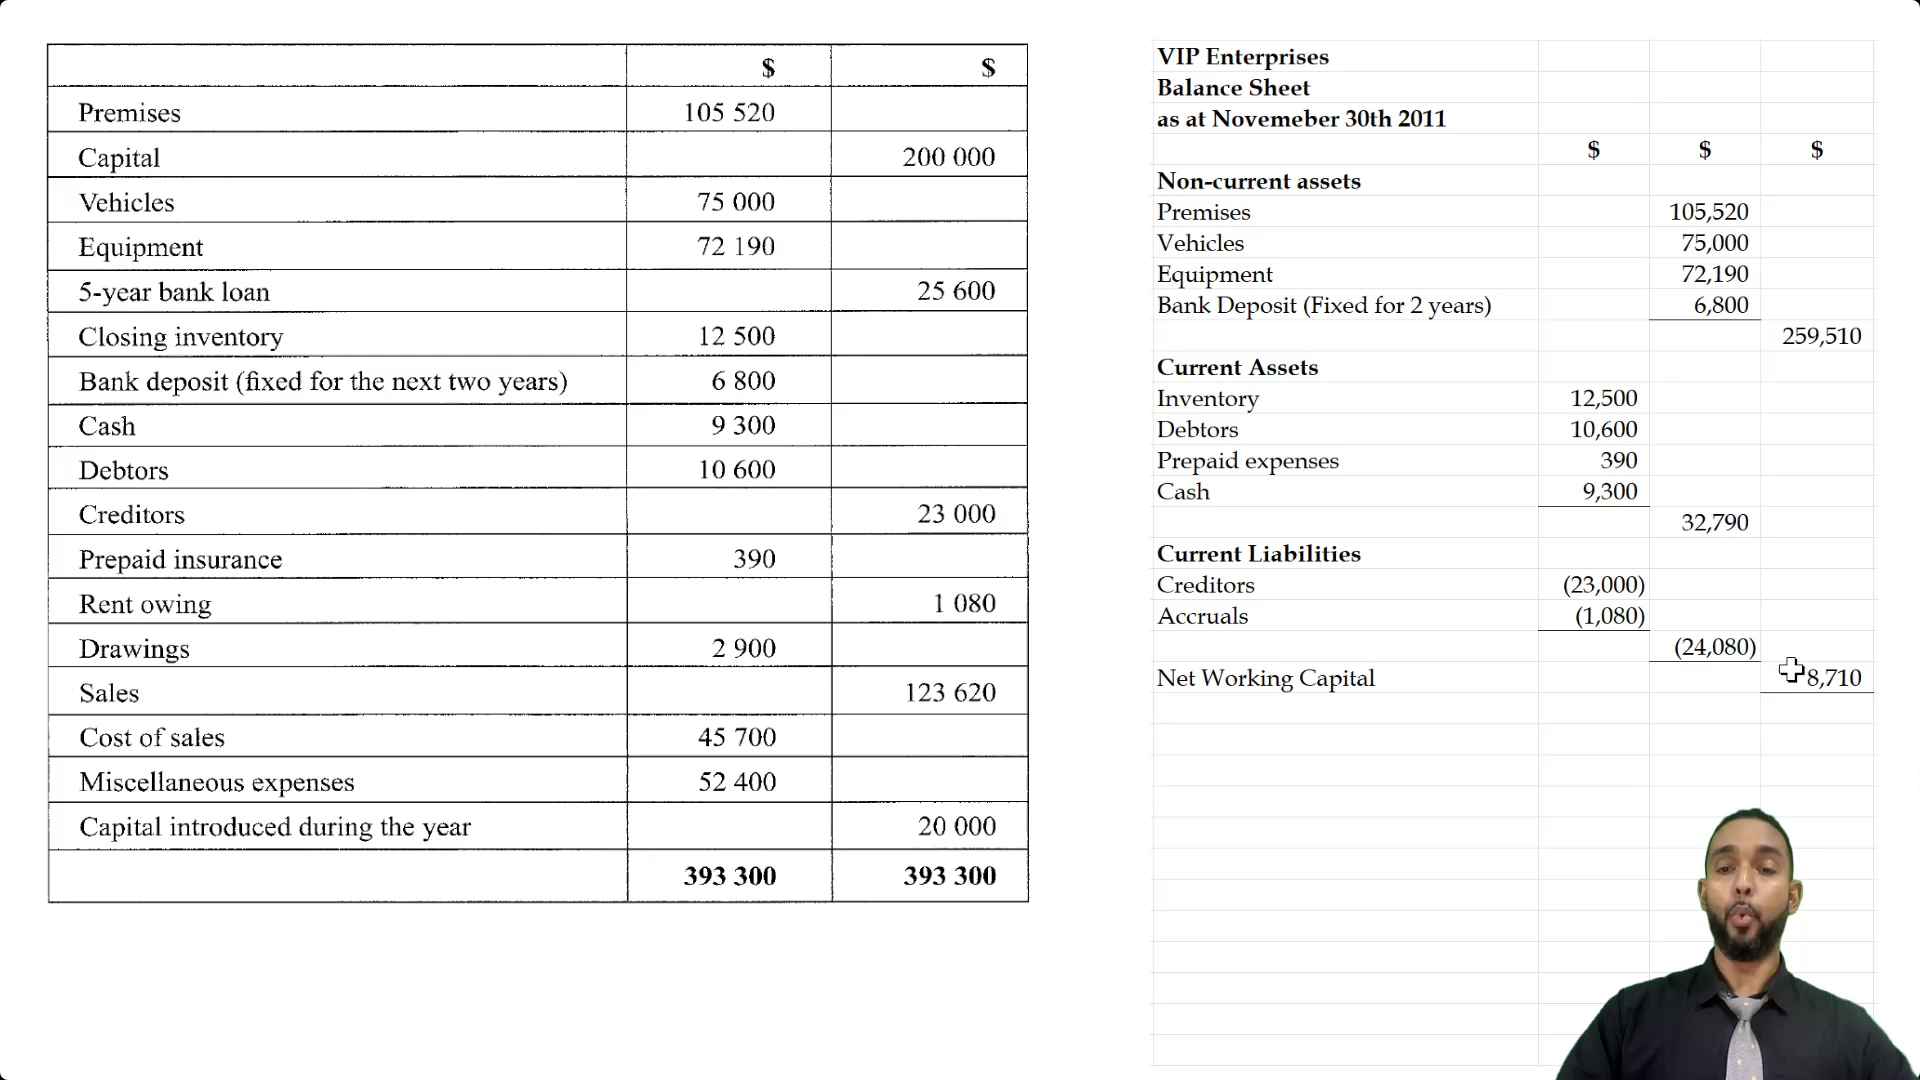 $ $
Premises 105 520
Capital 200 000
Vehicles 75 000
Equipment 72 190
5-year bank loan 25 600
Closing inventory 12 500
Bank deposit (fixed for the next two years) 6 800
Cash 9 300
Debtors 10 600
Creditors 23 000
Prepaid insurance 390
Rent owing 1 080
Drawings 2 900
Sales 123 620
Cost of sales 45 700
Miscellaneous expenses 52 400
Capital introduced during the year 20 000
393 300 393 300
VIP Enterprises
Balance Sheet
as at Novemeber 30th 2011
$ $ $
Non-current assets
Premises 105,520
Vehicles 75,000
Equipment 72,190
Bank Deposit (Fixed for 2 years) 6,800
259,510
Current Assets
Inventory 12,500
Debtors 10,600
Prepaid expenses 390
Cash 9,300
32,790
Current Liabilities
Creditors (23,000)
Accruals (1,080)
(24,080)
Net Working Capital 8,710